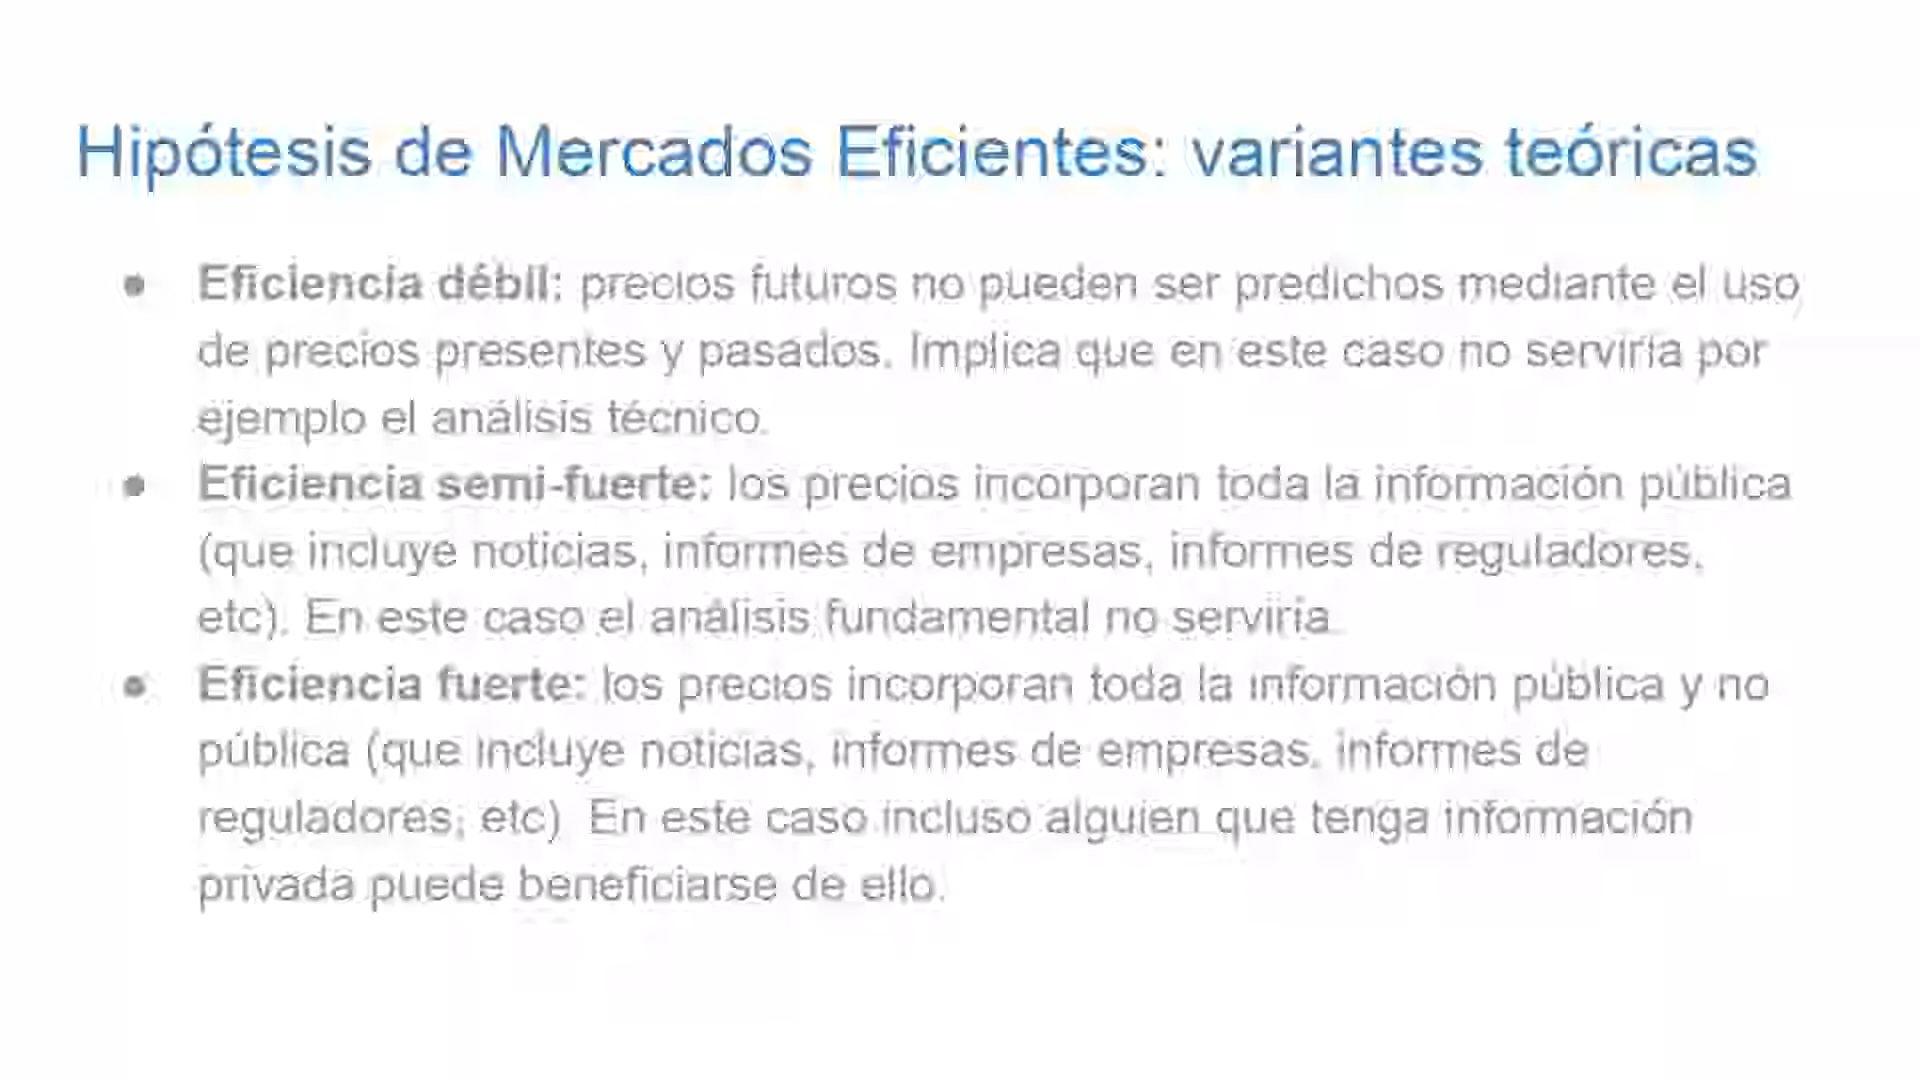 Hipótesis de Mercados Eficientes: variantes teóricas
● Eficiencia débil: precios futuros no pueden ser predichos mediante el uso
de precios presentes y pasados. Implica que en este caso no serviría por
ejemplo el análisis técnico.
● Eficiencia semi-fuerte: los precios incorporan toda la información pública
(que incluye noticias, informes de empresas, informes de reguladores,
etc). En este caso el análisis fundamental no serviría.
● Eficiencia fuerte: los precios incorporan toda la información pública y no
pública (que incluye noticias, informes de empresas, informes de
reguladores, etc). En este caso incluso alguien que tenga información
privada puede beneficiarse de ello.